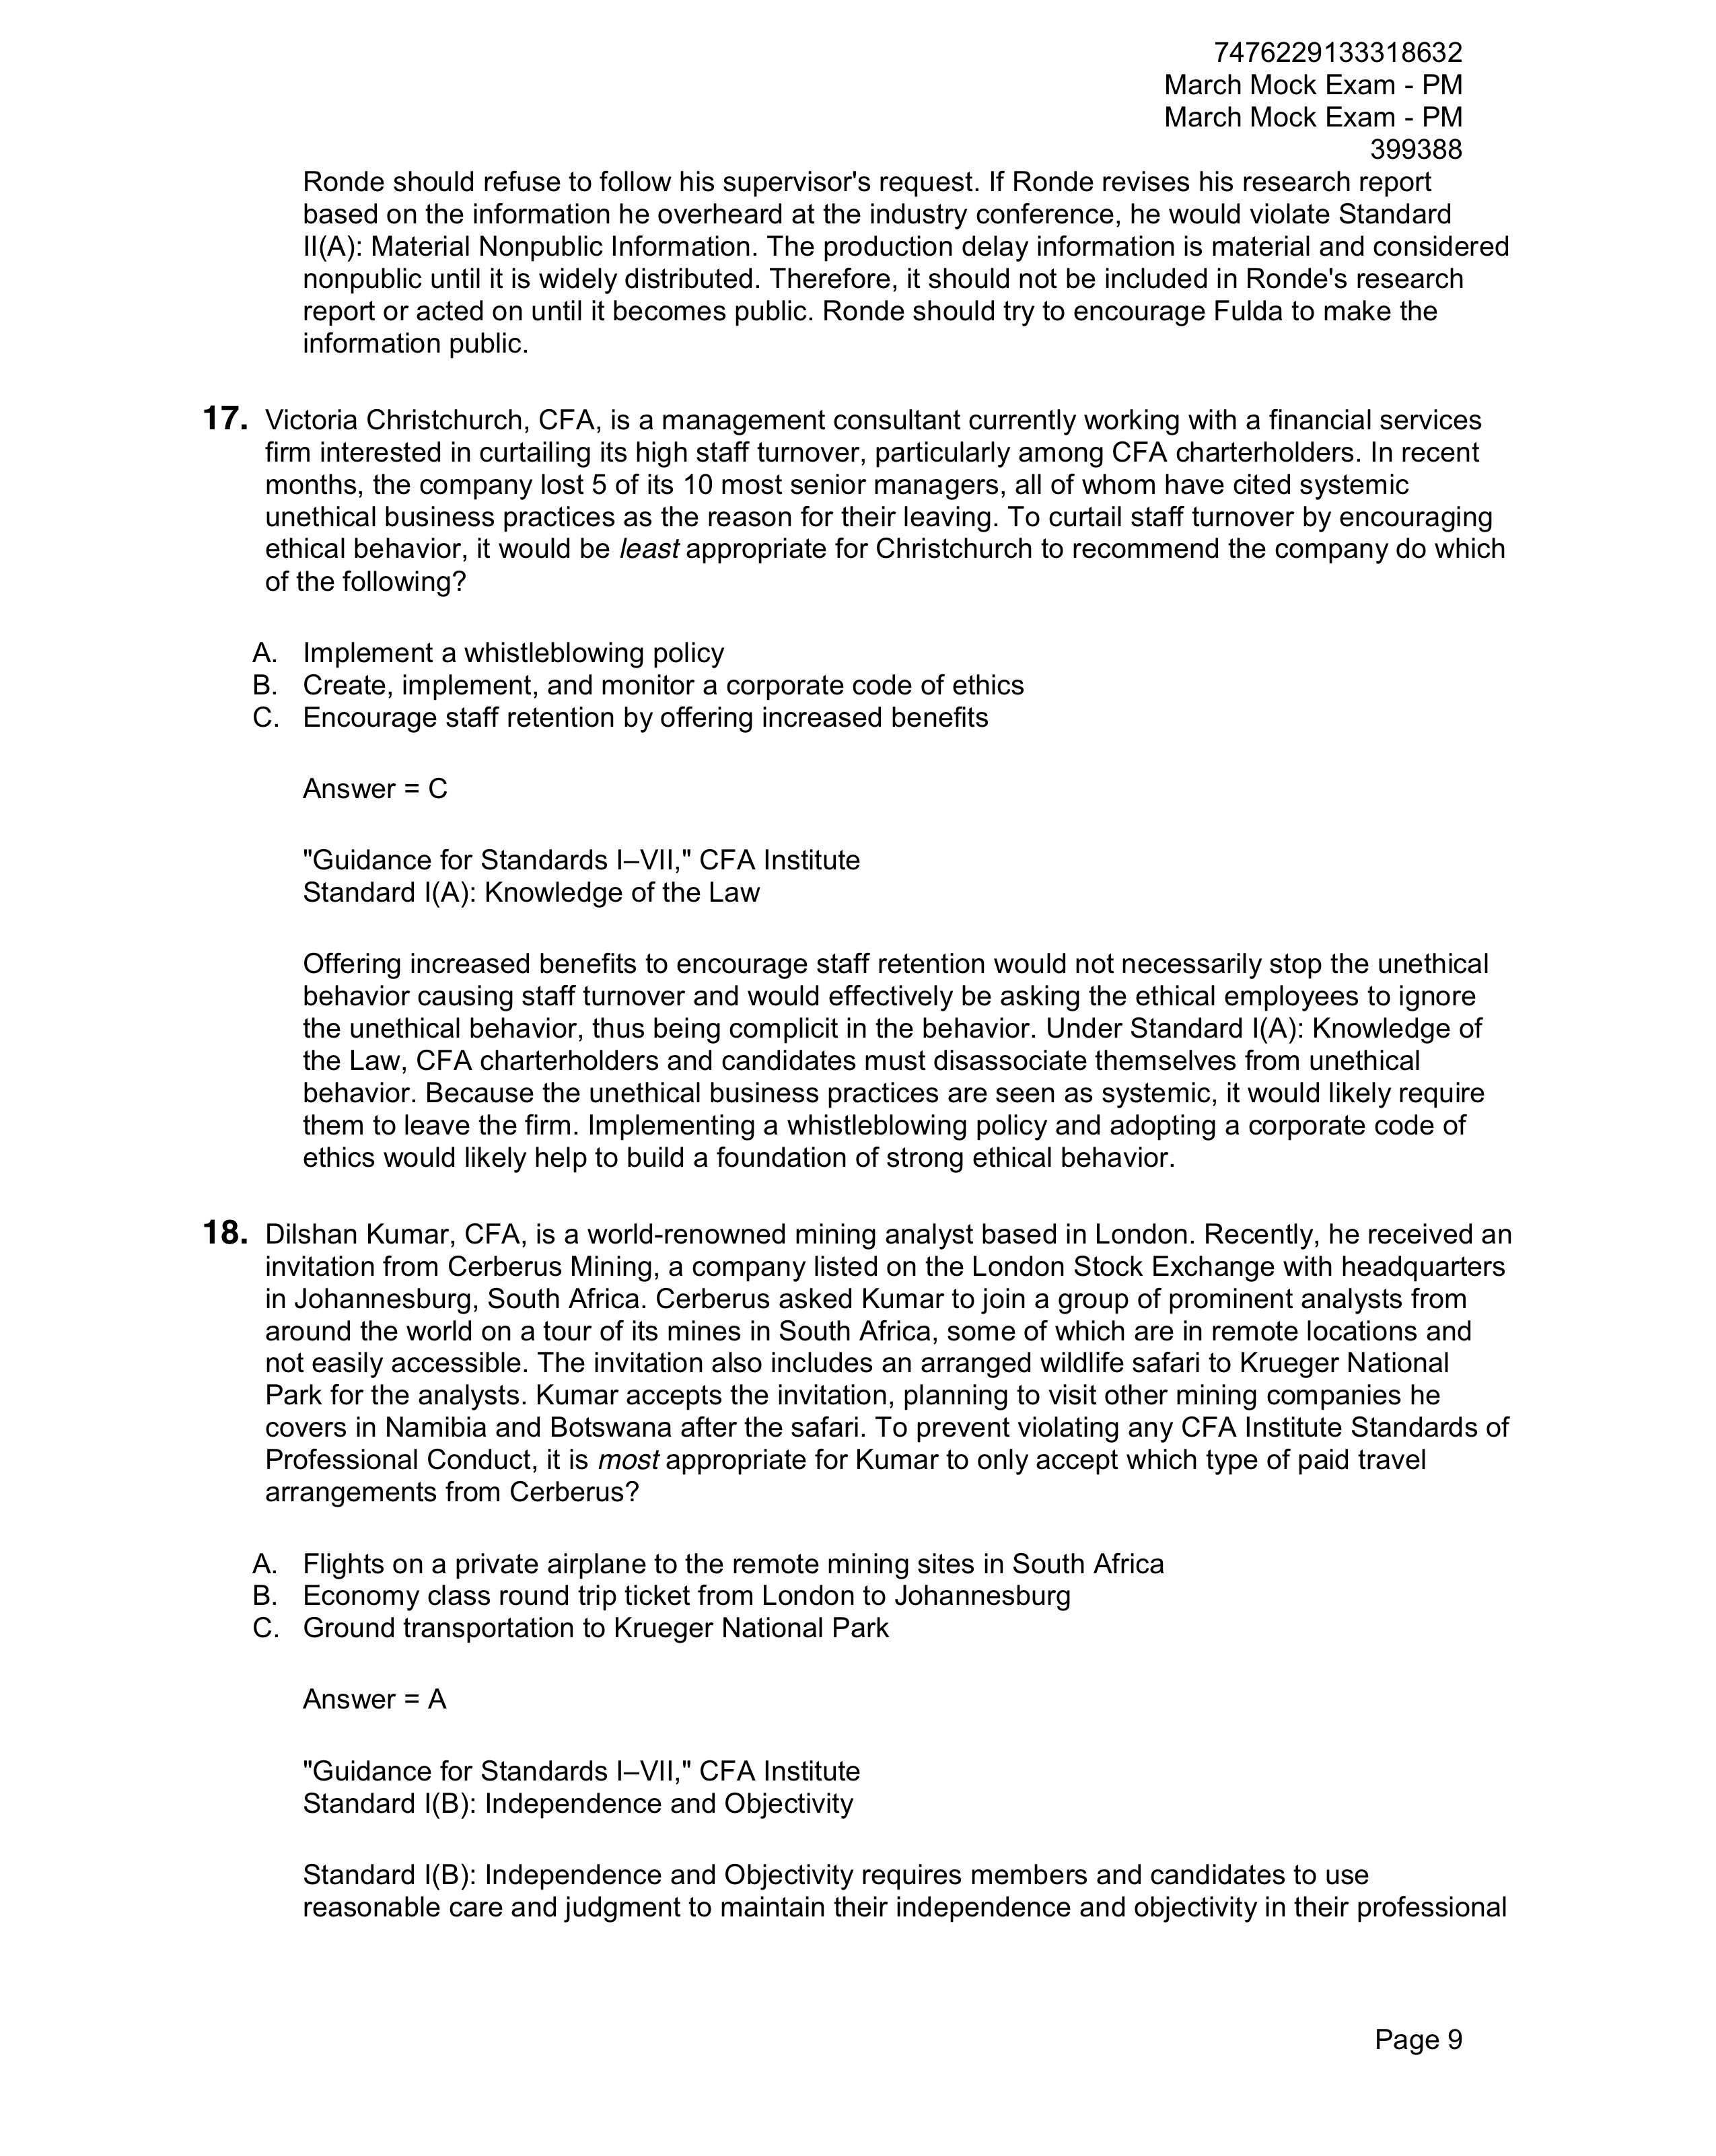 7476229133318632
March Mock Exam - PM
March Mock Exam - PM
399388
Ronde should refuse to follow his supervisor's request. If Ronde revises his research report
based on the information he overheard at the industry conference, he would violate Standard
II(A): Material Nonpublic Information. The production delay information is material and considered
nonpublic until it is widely distributed. Therefore, it should not be included in Ronde's research
report or acted on until it becomes public. Ronde should try to encourage Fulda to make the
information public.
17. Victoria Christchurch, CFA, is a management consultant currently working with a financial services
firm interested in curtailing its high staff turnover, particularly among CFA charterholders. In recent
months, the company lost 5 of its 10 most senior managers, all of whom have cited systemic
unethical business practices as the reason for their leaving. To curtail staff turnover by encouraging
ethical behavior, it would be least appropriate for Christchurch to recommend the company do which
of the following?
A. Implement a whistleblowing policy
B. Create, implement, and monitor a corporate code of ethics
C. Encourage staff retention by offering increased benefits
Answer = C
"Guidance for Standards I–VII," CFA Institute
Standard I(A): Knowledge of the Law
Offering increased benefits to encourage staff retention would not necessarily stop the unethical
behavior causing staff turnover and would effectively be asking the ethical employees to ignore
the unethical behavior, thus being complicit in the behavior. Under Standard I(A): Knowledge of
the Law, CFA charterholders and candidates must disassociate themselves from unethical
behavior. Because the unethical business practices are seen as systemic, it would likely require
them to leave the firm. Implementing a whistleblowing policy and adopting a corporate code of
ethics would likely help to build a foundation of strong ethical behavior.
18. Dilshan Kumar, CFA, is a world-renowned mining analyst based in London. Recently, he received an
invitation from Cerberus Mining, a company listed on the London Stock Exchange with headquarters
in Johannesburg, South Africa. Cerberus asked Kumar to join a group of prominent analysts from
around the world on a tour of its mines in South Africa, some of which are in remote locations and
not easily accessible. The invitation also includes an arranged wildlife safari to Krueger National
Park for the analysts. Kumar accepts the invitation, planning to visit other mining companies he
covers in Namibia and Botswana after the safari. To prevent violating any CFA Institute Standards of
Professional Conduct, it is most appropriate for Kumar to only accept which type of paid travel
arrangements from Cerberus?
A. Flights on a private airplane to the remote mining sites in South Africa
B. Economy class round trip ticket from London to Johannesburg
C. Ground transportation to Krueger National Park
Answer = A
"Guidance for Standards I–VII," CFA Institute
Standard I(B): Independence and Objectivity
Standard I(B): Independence and Objectivity requires members and candidates to use
reasonable care and judgment to maintain their independence and objectivity in their professional
Page 9